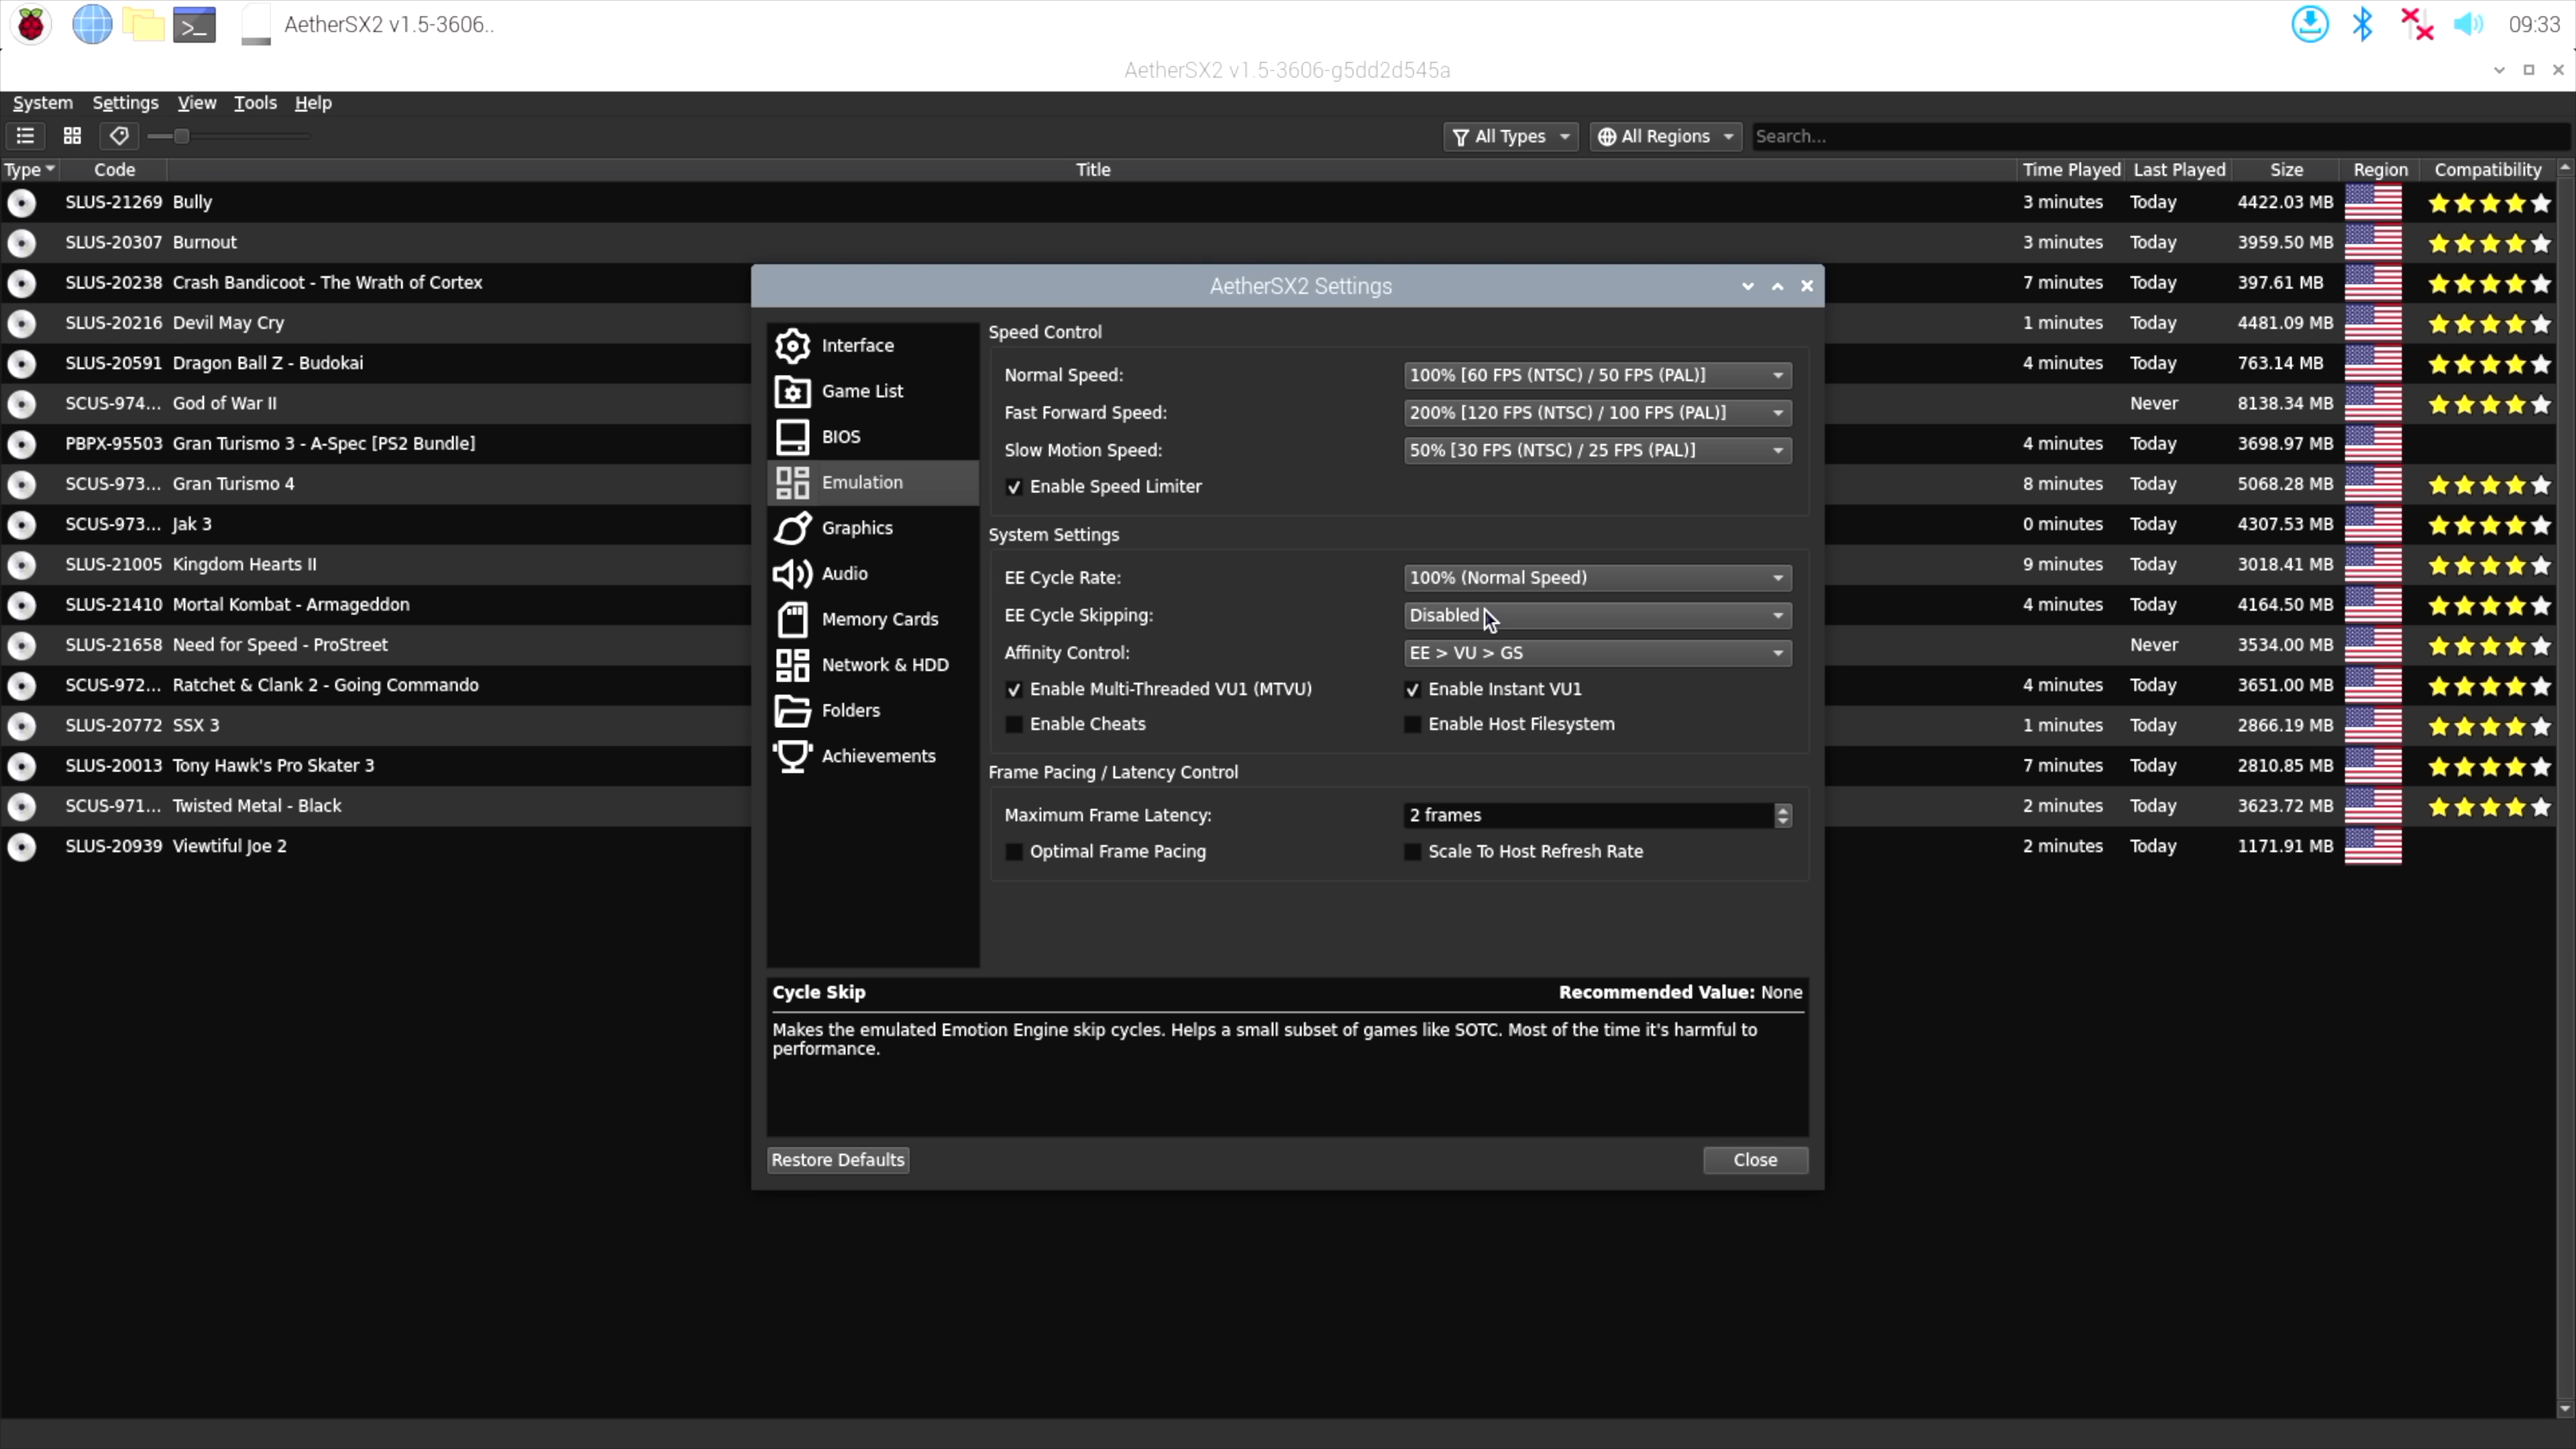 AetherSX2 v1.5-3606..
09:33
AetherSX2 v1.5-3606-g5dd2d545a
System Settings View Tools Help
All Types All Regions Search...
Type Code Title Time Played Last Played Size Region Compatibility
SLUS-21269 Bully 3 minutes Today 4422.03 MB
SLUS-20307 Burnout 3 minutes Today 3959.50 MB
SLUS-20238 Crash Bandicoot - The Wrath of Cortex 7 minutes Today 397.61 MB
SLUS-20216 Devil May Cry 1 minutes Today 4481.09 MB
SLUS-20591 Dragon Ball Z - Budokai 4 minutes Today 763.14 MB
SCUS-974... God of War II Never 8138.34 MB
PBPX-95503 Gran Turismo 3 - A-Spec [PS2 Bundle] 4 minutes Today 3698.97 MB
SCUS-973... Gran Turismo 4 8 minutes Today 5068.28 MB
SCUS-973... Jak 3 0 minutes Today 4307.53 MB
SLUS-21005 Kingdom Hearts II 9 minutes Today 3018.41 MB
SLUS-21410 Mortal Kombat - Armageddon 4 minutes Today 4164.50 MB
SLUS-21658 Need for Speed - ProStreet Never 3534.00 MB
SCUS-972... Ratchet & Clank 2 - Going Commando 4 minutes Today 3651.00 MB
SLUS-20772 SSX 3 1 minutes Today 2866.19 MB
SLUS-20013 Tony Hawk's Pro Skater 3 7 minutes Today 2810.85 MB
SCUS-971... Twisted Metal - Black 2 minutes Today 3623.72 MB
SLUS-20939 Viewtiful Joe 2 2 minutes Today 1171.91 MB
AetherSX2 Settings
Interface
Game List
BIOS
Emulation
Graphics
Audio
Memory Cards
Network & HDD
Folders
Achievements
Speed Control
Normal Speed: 100% [60 FPS (NTSC) / 50 FPS (PAL)]
Fast Forward Speed: 200% [120 FPS (NTSC) / 100 FPS (PAL)]
Slow Motion Speed: 50% [30 FPS (NTSC) / 25 FPS (PAL)]
Enable Speed Limiter
System Settings
EE Cycle Rate: 100% (Normal Speed)
EE Cycle Skipping: Disabled
Affinity Control: EE > VU > GS
Enable Multi-Threaded VU1 (MTVU) Enable Instant VU1
Enable Cheats Enable Host Filesystem
Frame Pacing / Latency Control
Maximum Frame Latency: 2 frames
Optimal Frame Pacing Scale To Host Refresh Rate
Cycle Skip Recommended Value: None
Makes the emulated Emotion Engine skip cycles. Helps a small subset of games like SOTC. Most of the time it's harmful to
performance.
Restore Defaults Close